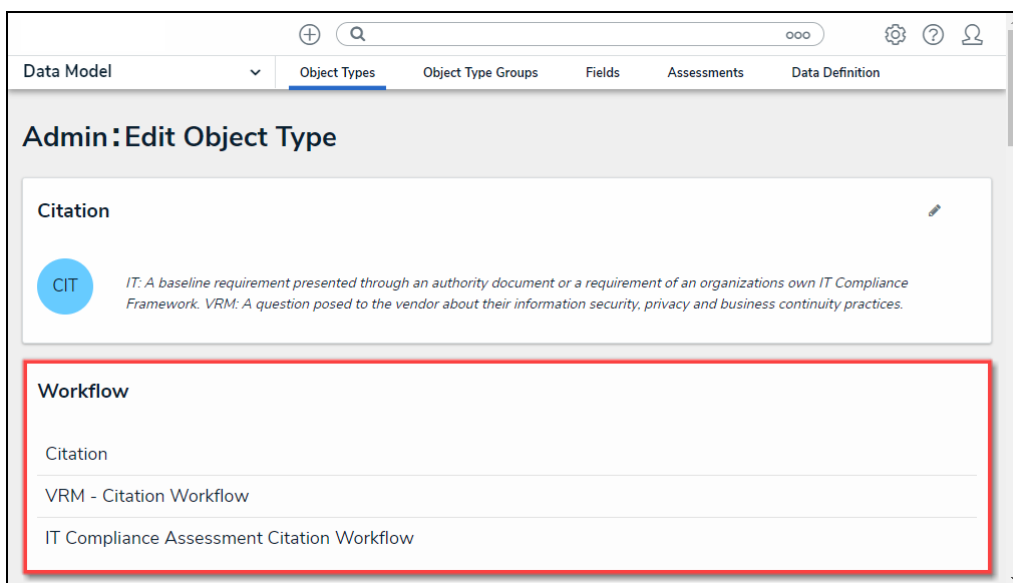 ooo
Data Model
Object Types
Object Type Groups
Fields
Assessments
Data Definition
Admin:Edit Object Type
Citation
CIT
IT: A baseline requirement presented through an authority document or a requirement of an organizations own IT Compliance
Framework. VRM: A question posed to the vendor about their information security, privacy and business continuity practices.
Workflow
Citation
VRM - Citation Workflow
IT Compliance Assessment Citation Workflow